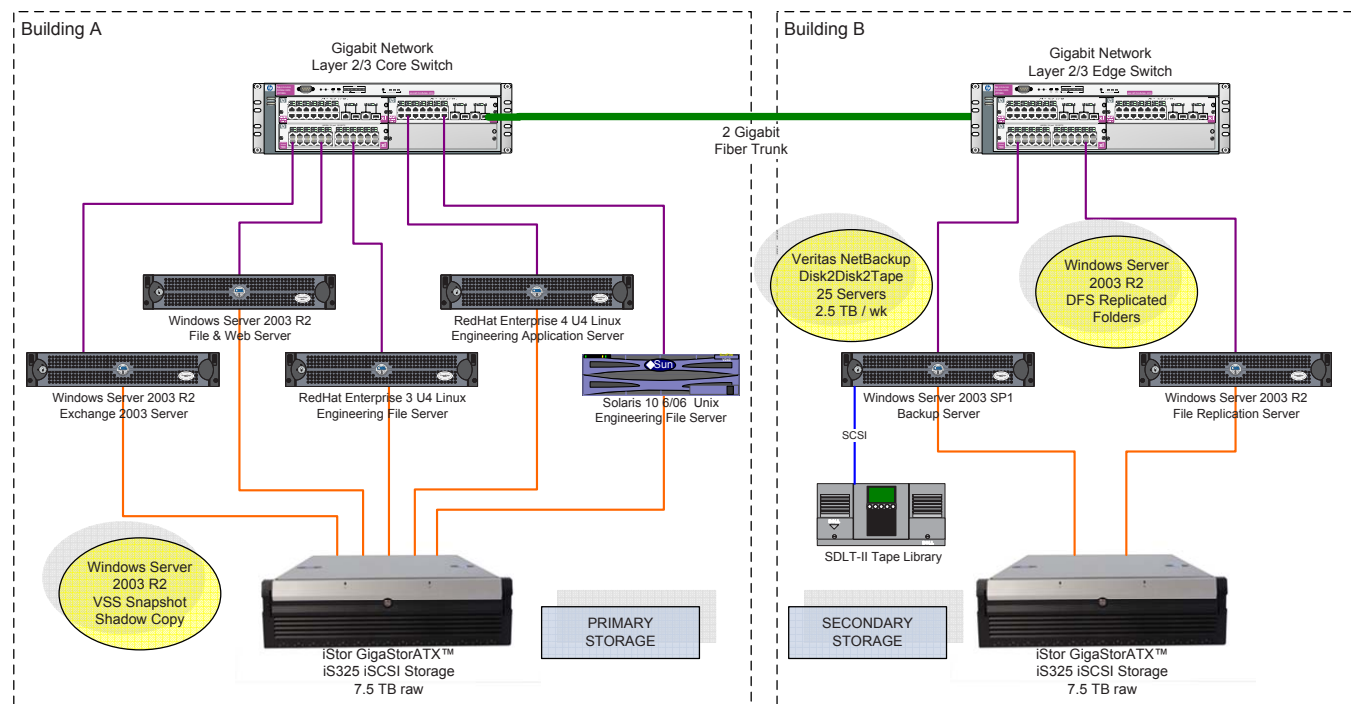 Building A
Gigabit Network
Layer 2/3 Core Switch
2 Gigabit
Fiber Trunk
Windows Server 2003 R2
File & Web Server
RedHat Enterprise 4 U4 Linux
Engineering Application Server
Windows Server 2003 R2
Exchange 2003 Server
RedHat Enterprise 3 U4 Linux
Engineering File Server
Sun
Solaris 10 6/06 Unix
Engineering File Server
Windows Server
2003 R2
VSS Snapshot
Shadow Copy
iStor GigaStorATX™
iS325 iSCSI Storage
7.5 TB raw
PRIMARY
STORAGE
Building B
Gigabit Network
Layer 2/3 Edge Switch
Veritas NetBackup
Disk2Disk2Tape
25 Servers
2.5 TB / wk
Windows Server
2003 R2
DFS Replicated
Folders
Windows Server 2003 SP1
Backup Server
Windows Server 2003 R2
File Replication Server
SCSI
SDLT-II Tape Library
SECONDARY
STORAGE
iStor GigaStorATX™
iS325 iSCSI Storage
7.5 TB raw